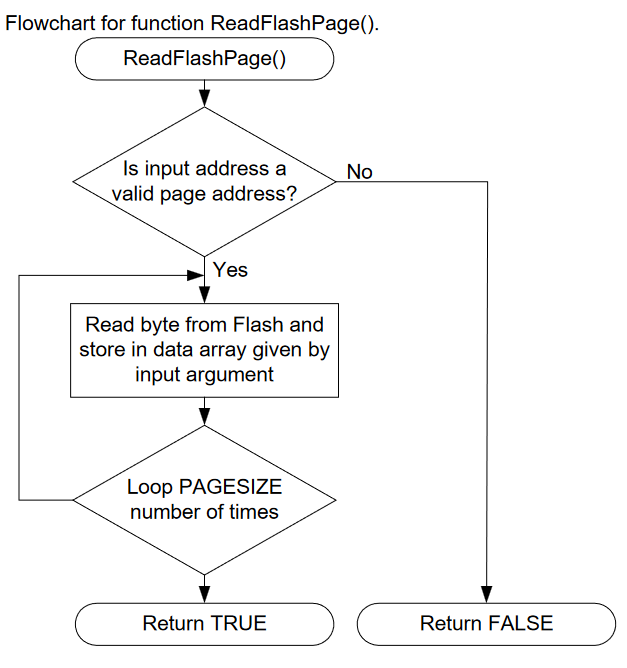 Flowchart for function ReadFlashPage().
ReadFlashPage()
Is input address a
valid page address?
No
Yes
Read byte from Flash and
store in data array given by
input argument
Loop PAGESIZE
number of times
Return TRUE
Return FALSE